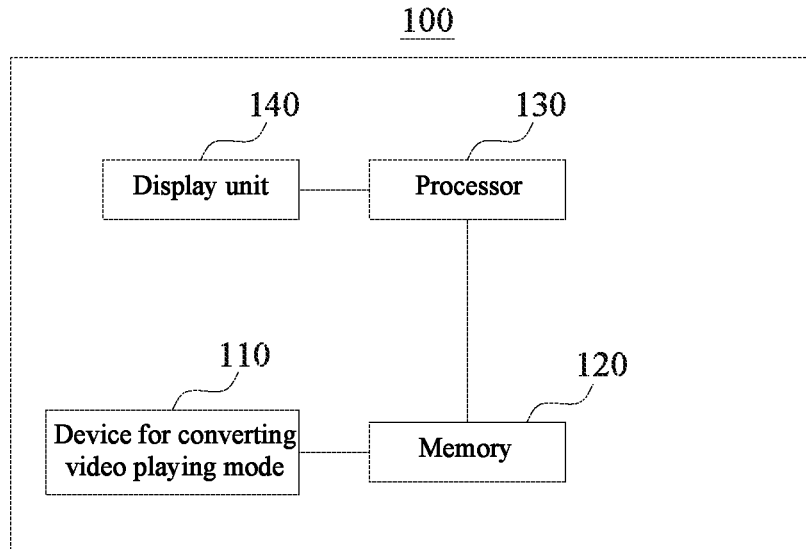 100
140
130
Display unit
Processor
110
120
Device for converting
video playing mode
Memory